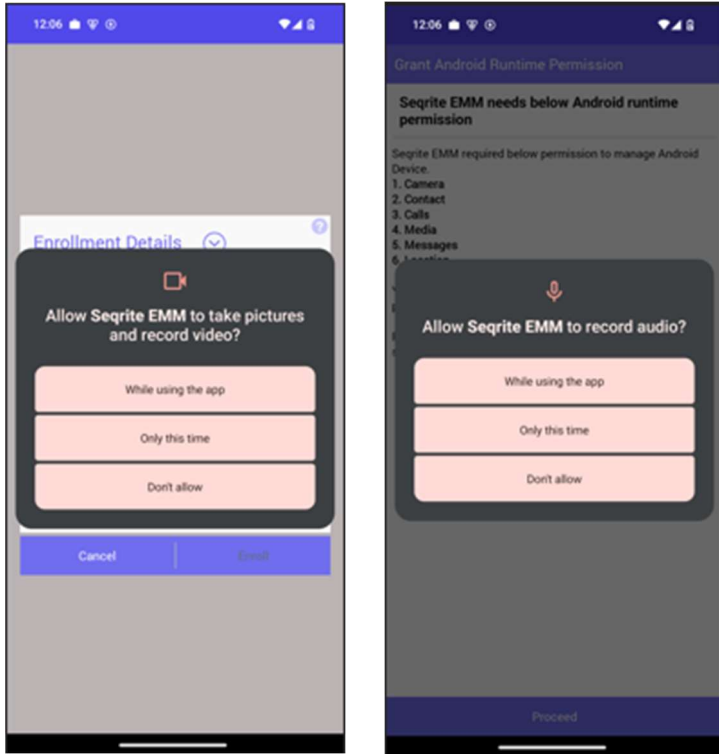 12:06
Enrollment Details
?
Allow Seqrite EMM to take pictures
and record video?
While using the app
Only this time
Don't allow
Cancel
Enroll
12:06
Grant Android Runtime Permission
Seqrite EMM needs below Android runtime
permission
Seqrite EMM required below permission to manage Android
Device.
1. Camera
2. Contact
3. Calls
4. Media
5. Messages
6. Location
Allow Seqrite EMM to record audio?
While using the app
Only this time
Don't allow
Proceed